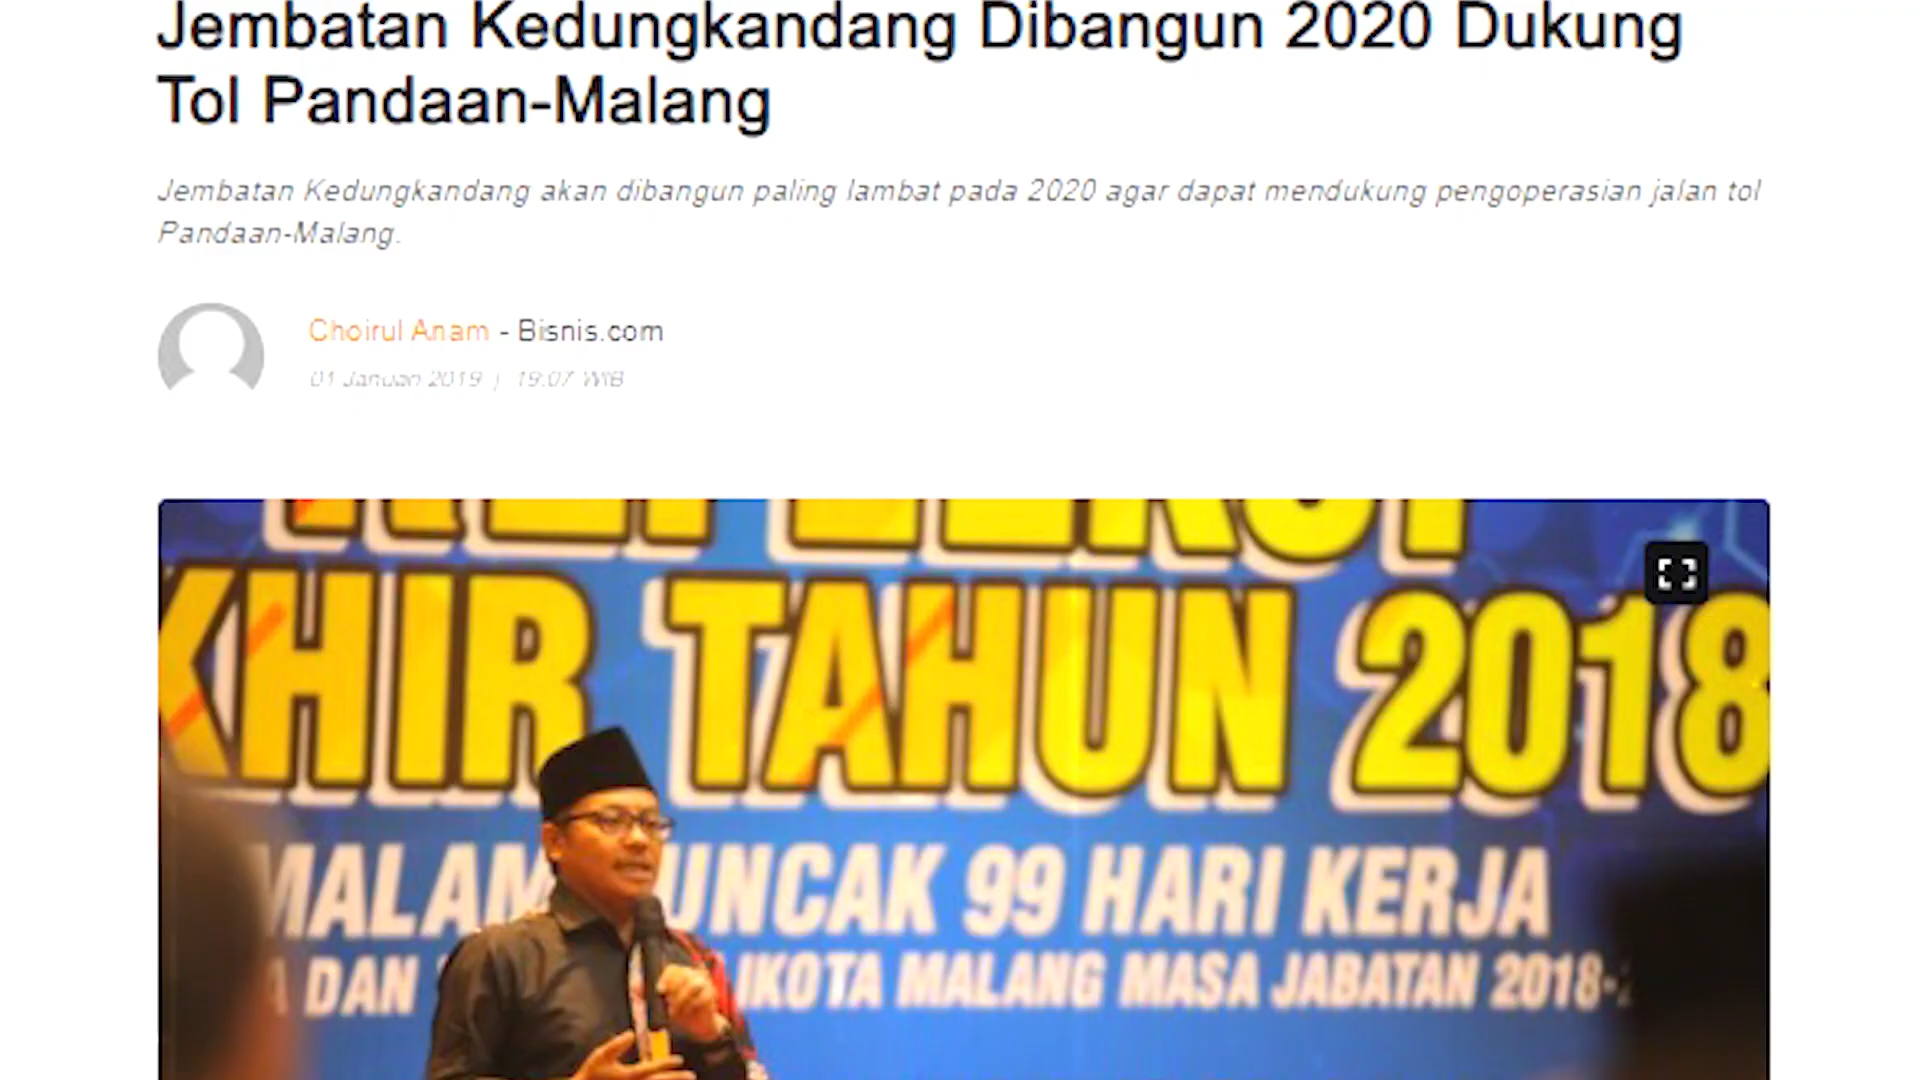 Jembatan Kedungkandang Dibangun 2020 Dukung
Tol Pandaan-Malang
Jembatan Kedungkandang akan dibangun paling lambat pada 2020 agar dapat mendukung pengoperasian jalan tol
Pandaan-Malang.
Choirul Anam - Bisnis.com
01 Januari 2019 | 19:07 WIB
KHIR TAHUN 2018
MALAM UNCAK 99 HARI KERJA
DAN IKOTA MALANG MASA JABATAN 2018-